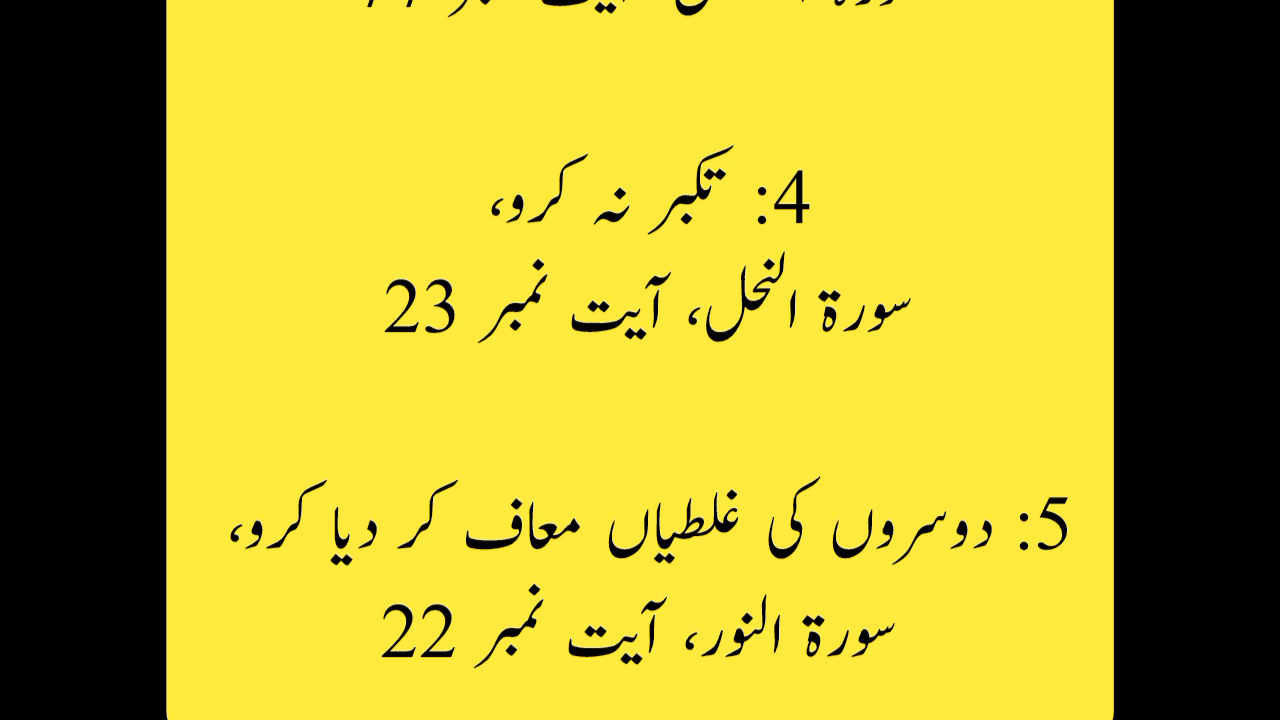 4: تکبر نہ کرو،
سورۃ النحل، آیت نمبر 23
5: دوسروں کی غلطیاں معاف کر دیا کرو،
سورۃ النور، آیت نمبر 22